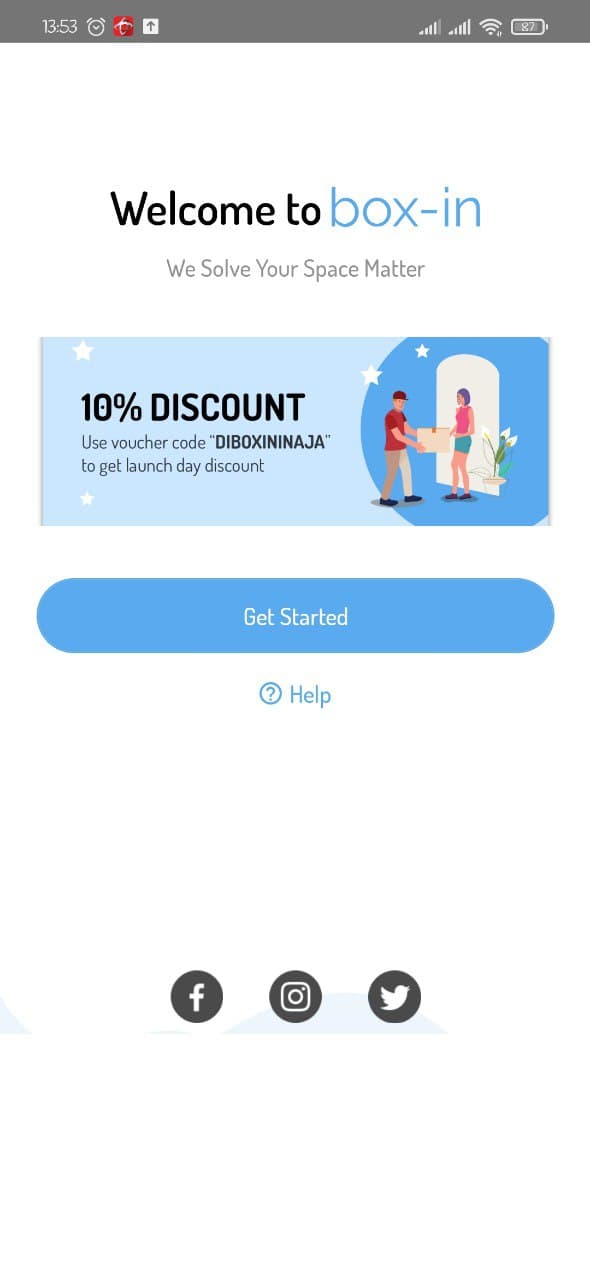 13:53
87
Welcome to box-in
We Solve Your Space Matter
10% DISCOUNT
Use voucher code "DIBOXININAJA"
to get launch day discount
Get Started
Help